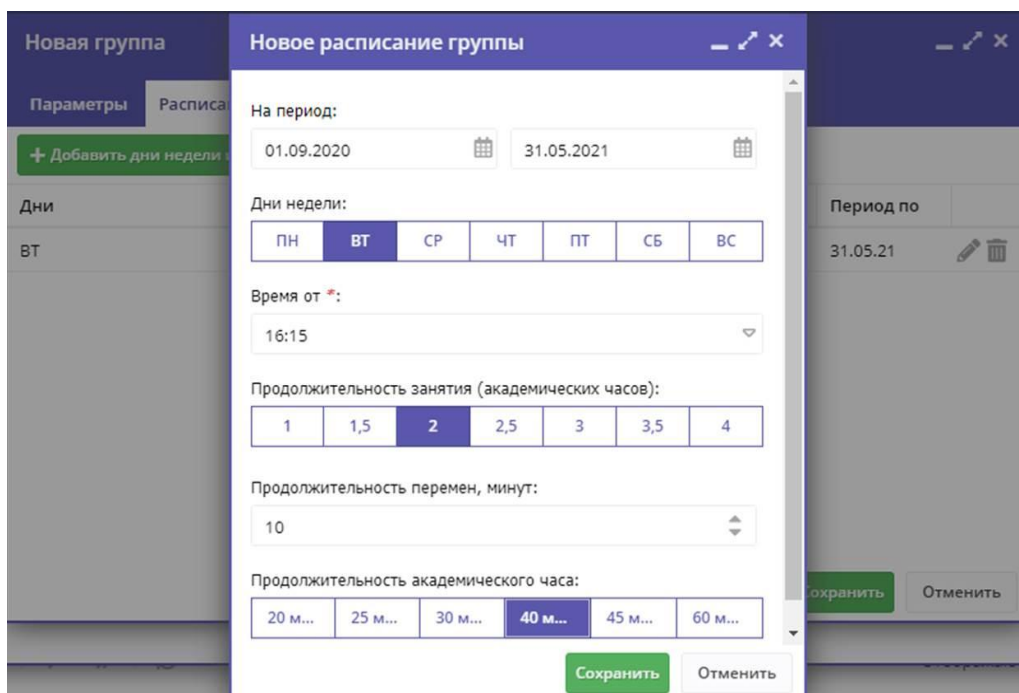 Новая группа
Новое расписание группы
Параметры
+ Добавить дни недели
На период:
01.09.2020 31.05.2021
Дни Период по
Дни недели:
ПН ВТ СР ЧТ ПТ СБ ВС
ВТ 31.05.21
Время от *:
16:15
Продолжительность занятия (академических часов):
1 1,5 2 2,5 3 3,5 4
Продолжительность перемен, минут:
10
Продолжительность академического часа:
20 м... 25 м... 30 м... 40 м... 45 м... 60 м...
Отменить
Сохранить Отменить